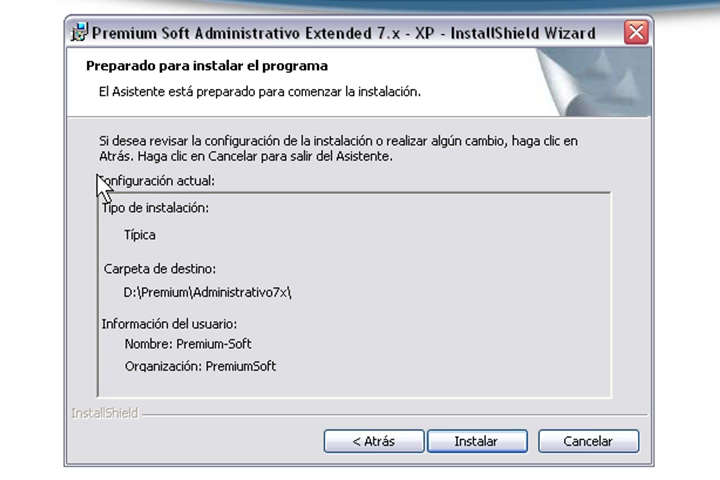 Premium Soft Administrativo Extended 7.x - XP - InstallShield Wizard
Preparado para instalar el programa
El Asistente está preparado para comenzar la instalación.
Si desea revisar la configuración de la instalación o realizar algún cambio, haga clic en
Atrás. Haga clic en Cancelar para salir del Asistente.
Configuración actual:
Tipo de instalación:
Típica
Carpeta de destino:
D:\Premium\Administrativo7x\
Información del usuario:
Nombre: Premium-Soft
Organización: PremiumSoft
InstallShield
< Atrás
Instalar
Cancelar